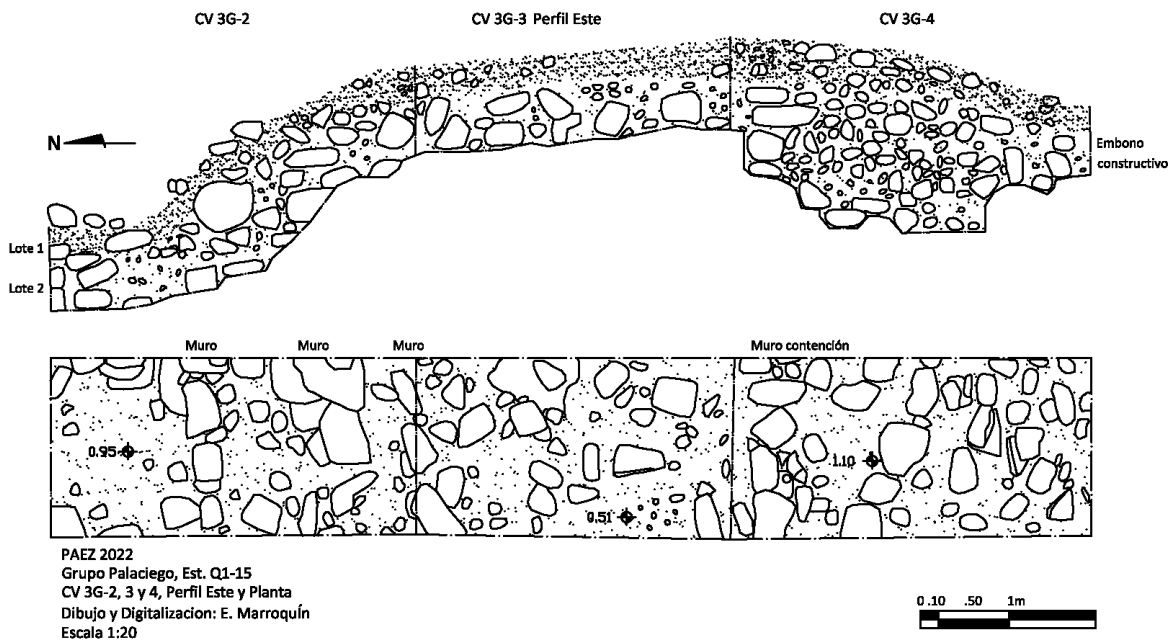 CV 3G-2
CV 3G-3 Perfil Este
CV 3G-4
N
Embono
constructivo
Lote 1
Lote 2
Muro
Muro
Muro
Muro contención
0.95
1.10
0.51
PAEZ 2022
Grupo Palaciego, Est. Q1-15
CV 3G-2, 3 y 4, Perfil Este y Planta
Dibujo y Digitalizacion: E. Marroquín
Escala 1:20
0 .10 .50 1m